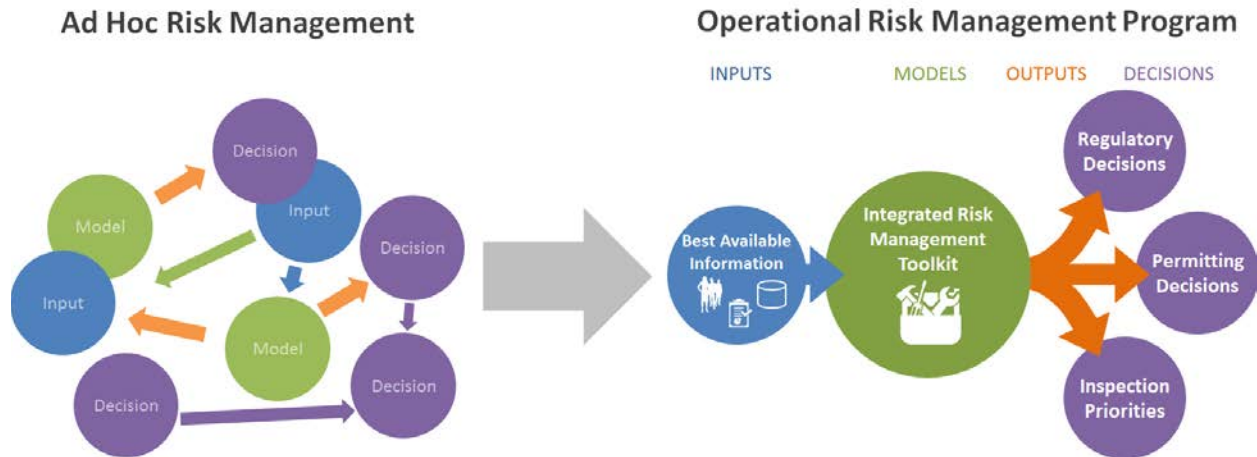 Ad Hoc Risk Management
Decision
Input
Model
Decision
Input
Model
Decision
Decision
Operational Risk Management Program
INPUTS
MODELS
OUTPUTS
DECISIONS
Best Available
Information
Integrated Risk
Management
Toolkit
Regulatory
Decisions
Permitting
Decisions
Inspection
Priorities